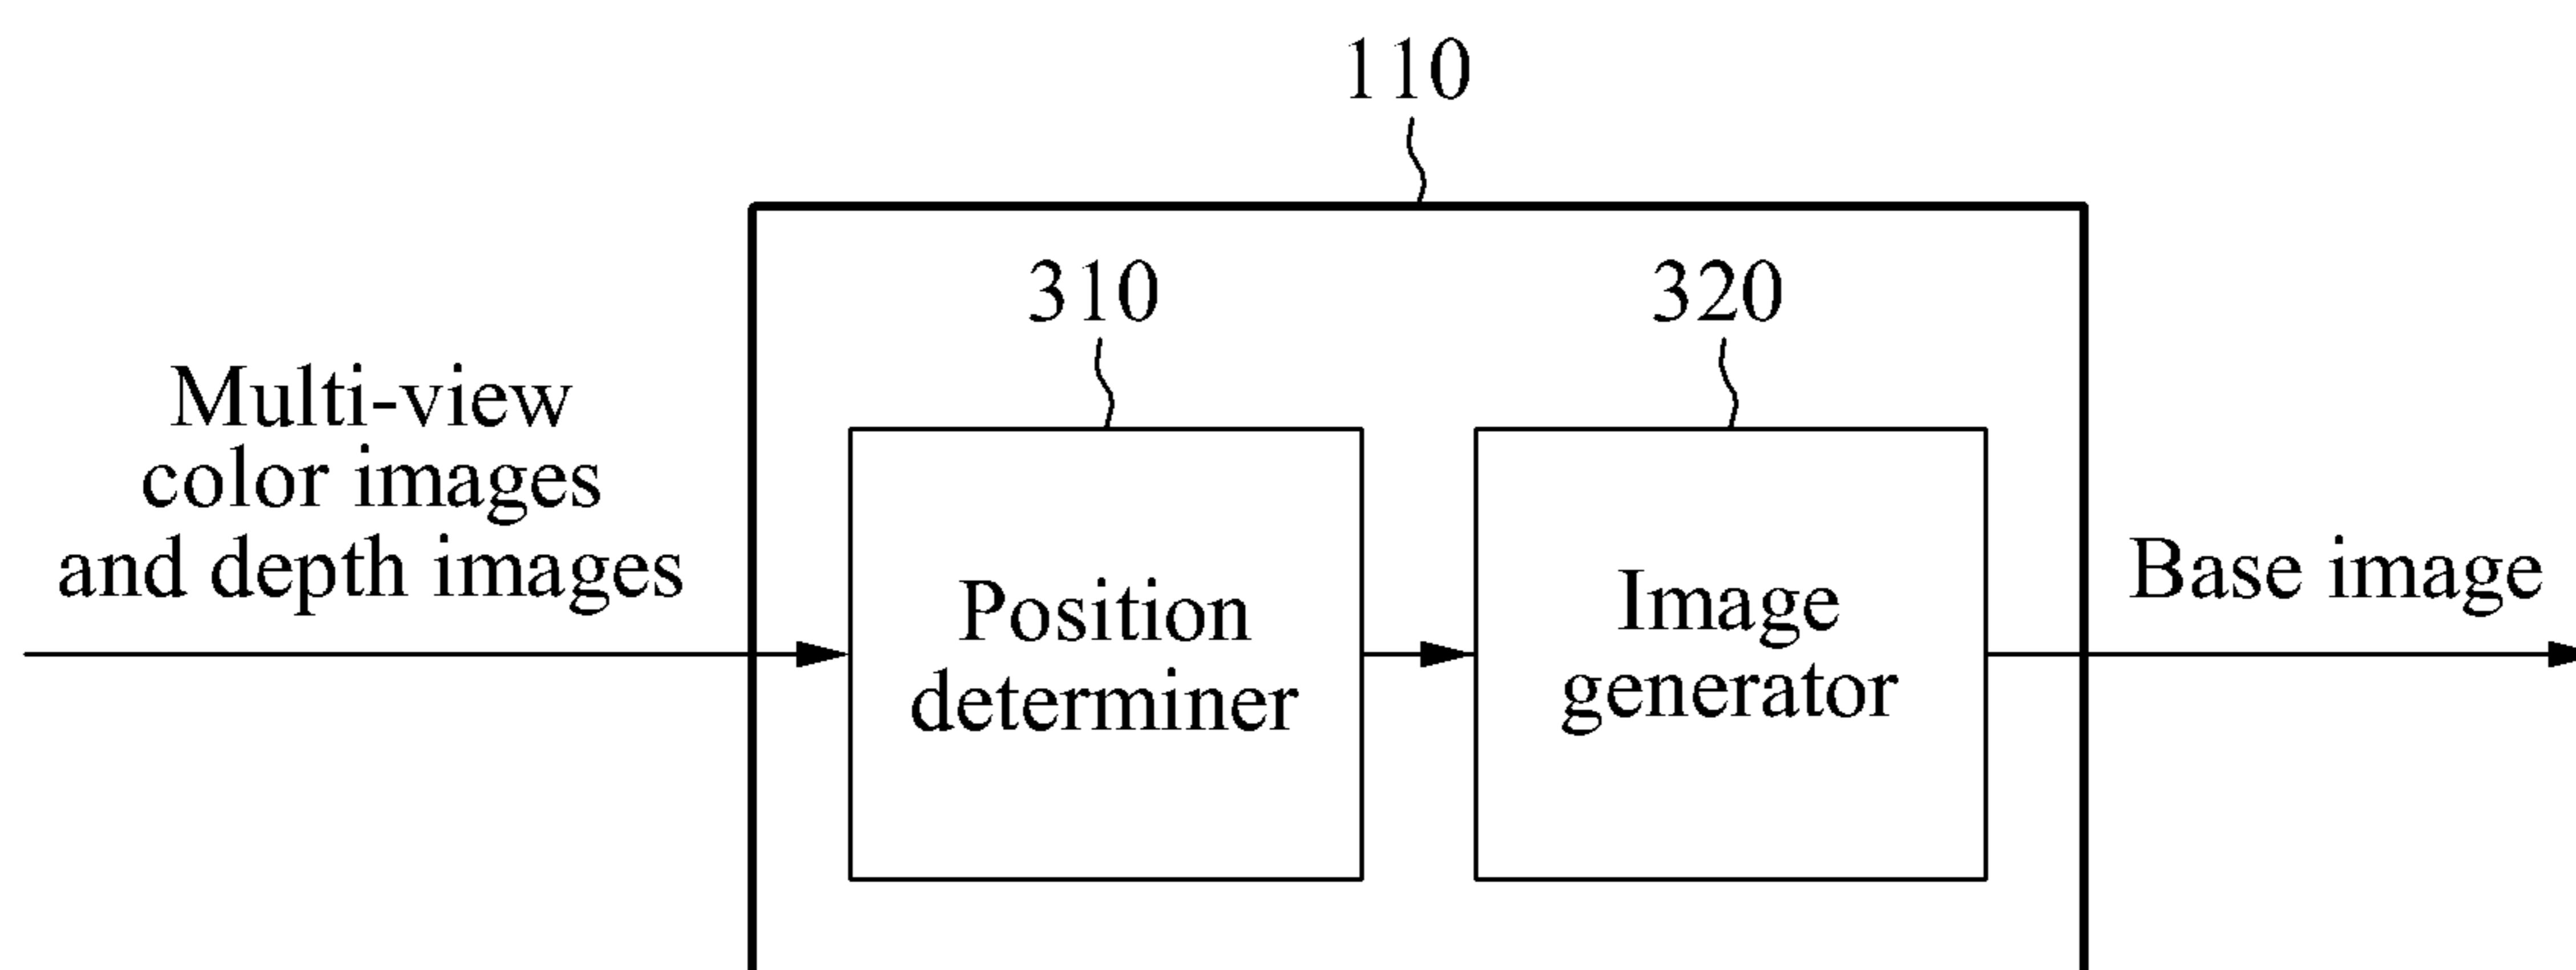 110
310
320
Multi-view
color images
and depth images
Position
determiner
Image
generator
Base image